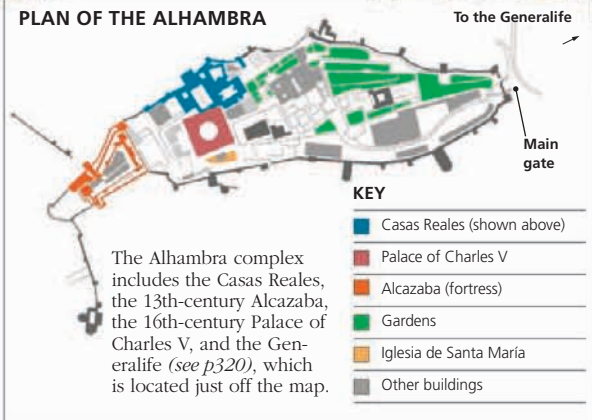 PLAN OF THE ALHAMBRA
To the Generalife
Main
gate
KEY
Casas Reales (shown above)
Palace of Charles V
Alcazaba (fortress)
Gardens
Iglesia de Santa María
Other buildings
The Alhambra complex
includes the Casas Reales,
the 13th-century Alcazaba,
the 16th-century Palace of
Charles V, and the Gen-
eralife (see p320), which
is located just off the map.